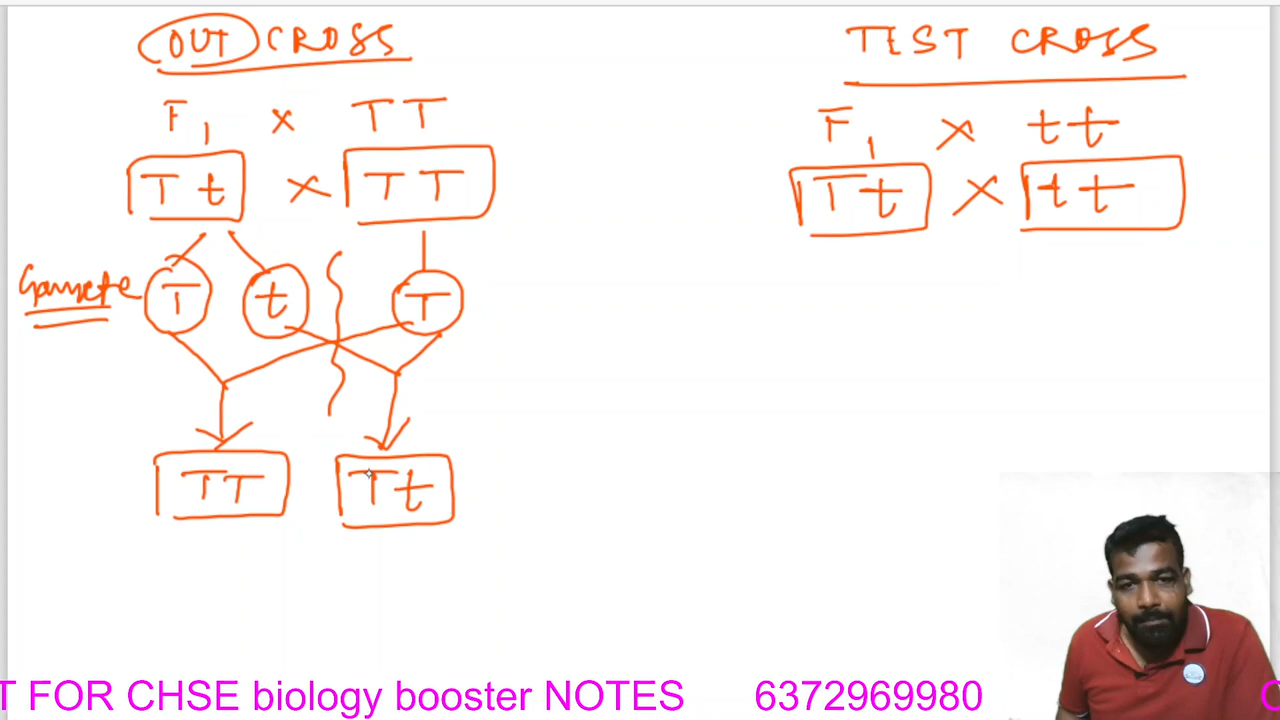 OUT CROSS
F1 × TT
Tt × TT
Gamete T t T
TT Tt
TEST CROSS
F1 × tt
Tt × tt
T FOR CHSE biology booster NOTES 6372969980